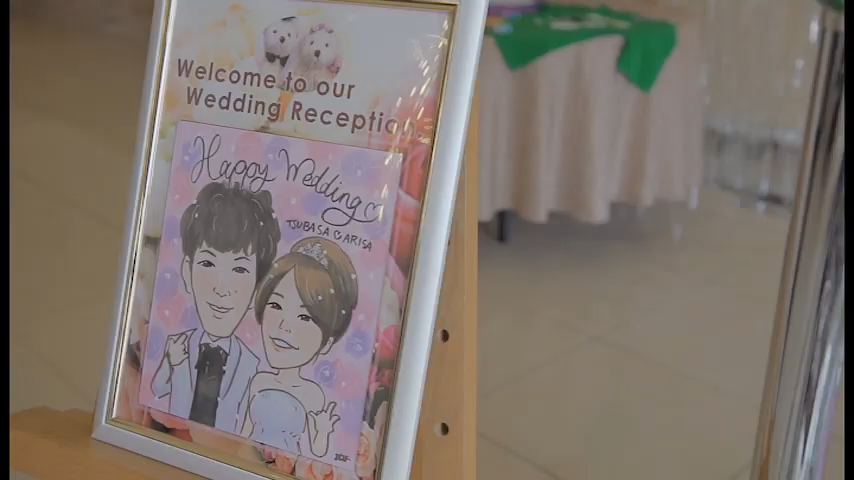 Welcome to our
Wedding Reception
Happy Wedding♡
TSUBASA♡ARISA